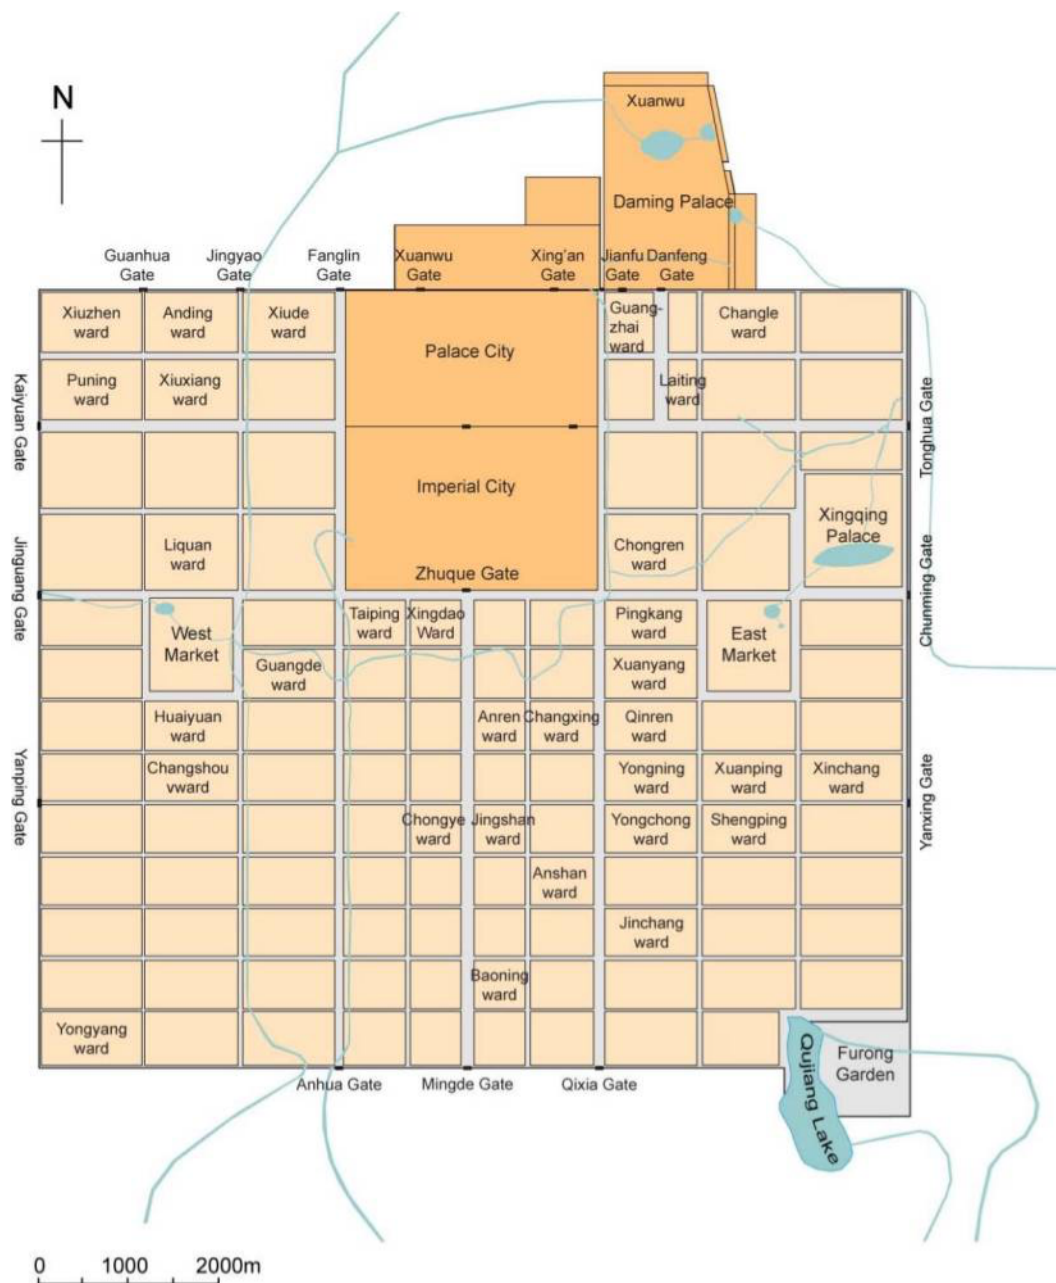 N
Xuanwu
Daming Palace
Guanhua
Gate
Jingyao
Gate
Fanglin
Gate
Xuanwu
Gate
Xing'an
Gate
Jianfu
Gate
Danfeng
Gate
Xiuzhen
ward
Anding
ward
Xiude
ward
Palace City
Guang-
zhai
ward
Changle
ward
Puning
ward
Xiuxiang
ward
Laiting
ward
Kaiyuan Gate
Tonghua Gate
Imperial City
Xingqing
Palace
Jinguang Gate
Liquan
ward
Chongren
ward
Chunming Gate
Zhuque Gate
West
Market
Taiping
ward
Xingdao
Ward
Pingkang
ward
East
Market
Guangde
ward
Xuanyang
ward
Huaiyuan
ward
Anren
ward
Changxing
ward
Qinren
ward
Yanping Gate
Changshou
vward
Yongning
ward
Xuanping
ward
Xinchang
ward
Yanxing Gate
Chongye
ward
Jingshan
ward
Yongchong
ward
Shengping
ward
Anshan
ward
Jinchang
ward
Baoning
ward
Yongyang
ward
Qujiang Lake
Furong
Garden
Anhua Gate
Mingde Gate
Qixia Gate
0 1000 2000m